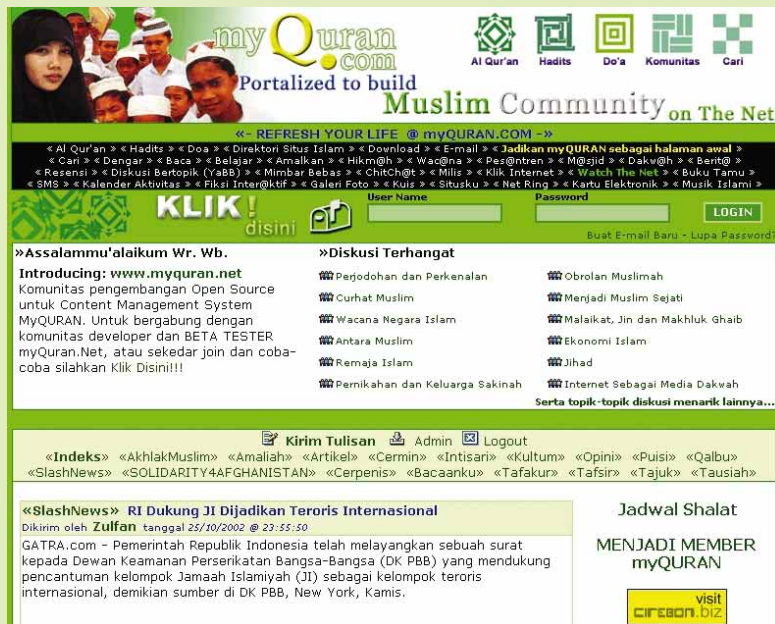 myQuran
.com
Al Qur'an Hadits Do'a Komunitas Cari
Portalized to build
Muslim Community on The Net
«- REFRESH YOUR LIFE @ myQURAN.COM -»
« Al Qur'an » « Hadits » « Doa » « Direktori Situs Islam » « Download » « E-mail » « Jadikan myQURAN sebagai halaman awal »
« Cari » « Dengar » « Baca » « Belajar » « Amalkan » « Hikm@h » « Wac@na » « Pes@ntren » « M@sjid » « Dakw@h » « Berit@ »
« Resensi » « Diskusi Bertopik (YaBB) » « Mimbar Bebas » « ChitCh@t » « Milis » « Klik Internet » « Watch The Net » « Buku Tamu »
« SMS » « Kalender Aktivitas » « Fiksi Inter@ktif » « Galeri Foto » « Kuis » « Situsku » « Net Ring » « Kartu Elektronik » « Musik Islami »
KLIK! disini
User Name Password
LOGIN
Buat E-mail Baru - Lupa Password?
»Assalammu'alaikum Wr. Wb.
Introducing: www.myquran.net
Komunitas pengembangan Open Source
untuk Content Management System
MyQURAN. Untuk bergabung dengan
komunitas developer dan BETA TESTER
myQuran.Net, atau sekedar join dan coba-
coba silahkan Klik Disini!!!
»Diskusi Terhangat
Perjodohan dan Perkenalan
Curhat Muslim
Wacana Negara Islam
Antara Muslim
Remaja Islam
Pernikahan dan Keluarga Sakinah
Obrolan Muslimah
Menjadi Muslim Sejati
Malaikat, Jin dan Makhluk Ghaib
Ekonomi Islam
Jihad
Internet Sebagai Media Dakwah
Serta topik-topik diskusi menarik lainnya...
Kirim Tulisan Admin Logout
«Indeks» «AkhlakMuslim» «Amaliah» «Artikel» «Cermin» «Intisari» «Kultum» «Opini» «Puisi» «Qalbu»
«SlashNews» «SOLIDARITY4AFGHANISTAN» «Cerpenis» «Bacaanku» «Tafakur» «Tafsir» «Tajuk» «Tausiah»
«SlashNews» RI Dukung JI Dijadikan Teroris Internasional
Dikirim oleh Zulfan tanggal 25/10/2002 @ 23:55:50
GATRA.com - Pemerintah Republik Indonesia telah melayangkan sebuah surat
kepada Dewan Keamanan Perserikatan Bangsa-Bangsa (DK PBB) yang mendukung
pencantuman kelompok Jamaah Islamiyah (JI) sebagai kelompok teroris
internasional, demikian sumber di DK PBB, New York, Kamis.
Jadwal Shalat
MENJADI MEMBER
myQURAN
visit
CIREBON.biz